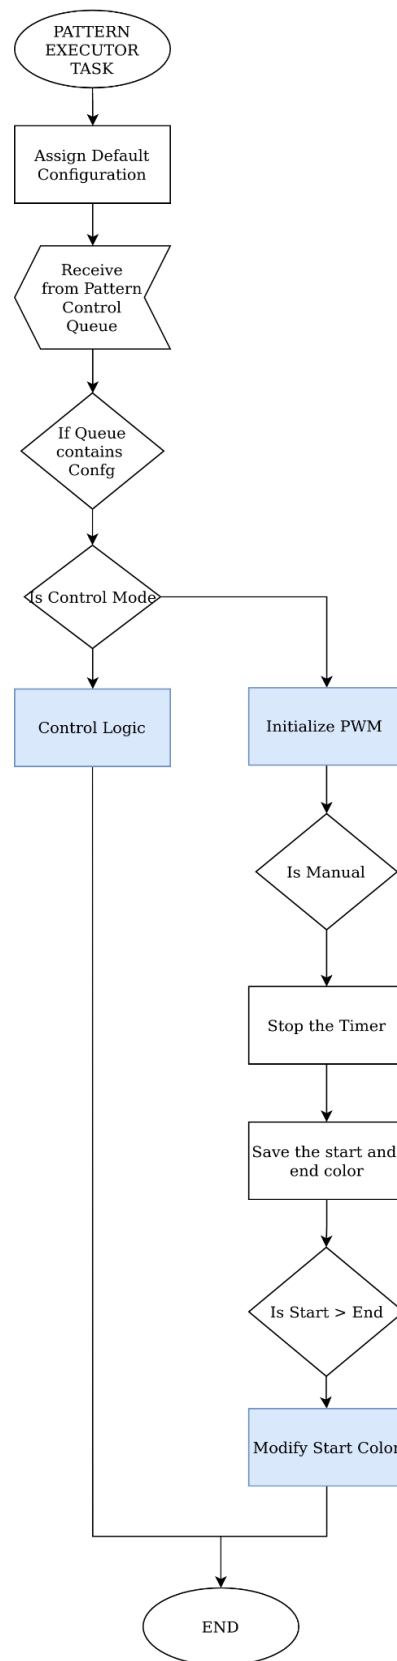 PATTERN
EXECUTOR
TASK
Assign Default
Configuration
Receive
from Pattern
Control
Queue
If Queue
contains
Confg
Is Control Mode
Control Logic
Initialize PWM
Is Manual
Stop the Timer
Save the start and
end color
Is Start > End
Modify Start Color
END